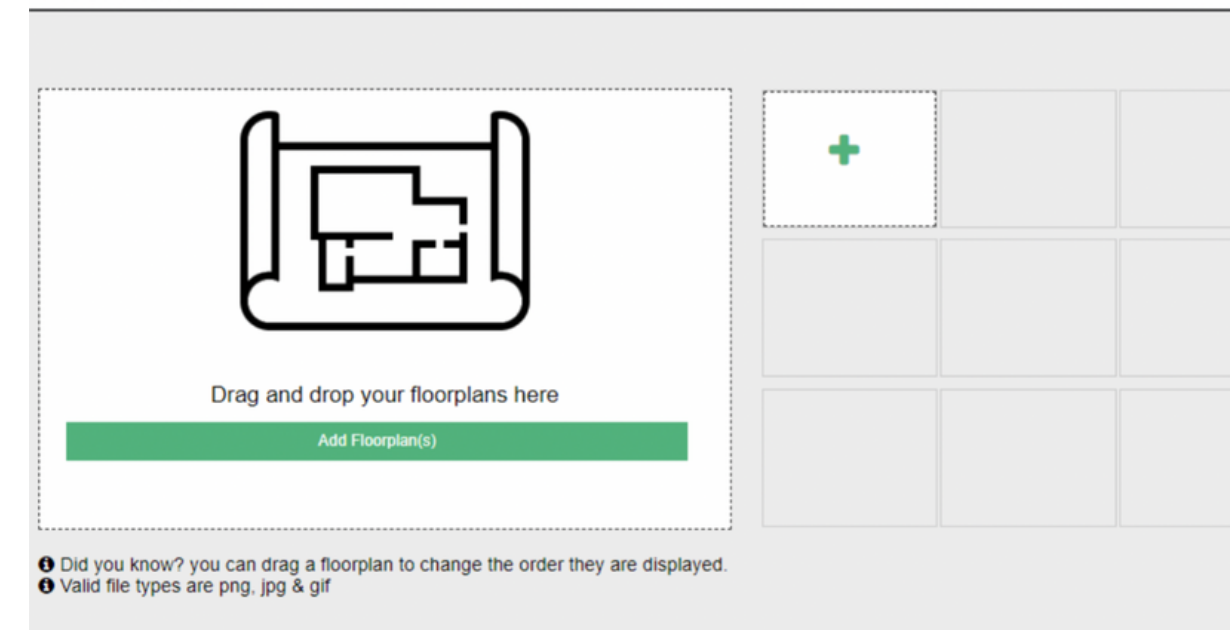 Drag and drop your floorplans here
Add Floorplan(s)
Did you know? you can drag a floorplan to change the order they are displayed.
Valid file types are png, jpg & gif